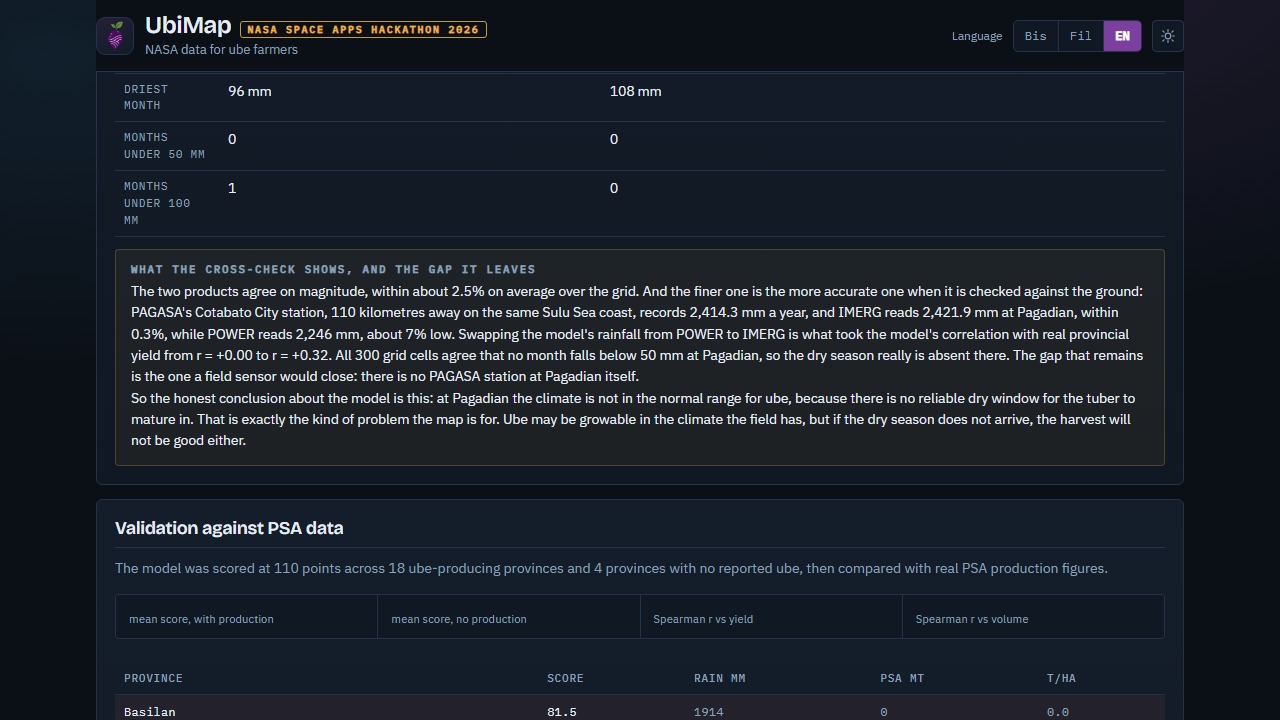 UbiMap NASA SPACE APPS HACKATHON 2026
NASA data for ube farmers
Language Bis Fil EN
DRIEST MONTH 96 mm 108 mm
MONTHS UNDER 50 MM 0 0
MONTHS UNDER 100 MM 1 0
WHAT THE CROSS-CHECK SHOWS, AND THE GAP IT LEAVES
The two products agree on magnitude, within about 2.5% on average over the grid. And the finer one is the more accurate one when it is checked against the ground:
PAGASA's Cotabato City station, 110 kilometres away on the same Sulu Sea coast, records 2,414.3 mm a year, and IMERG reads 2,421.9 mm at Pagadian, within
0.3%, while POWER reads 2,246 mm, about 7% low. Swapping the model's rainfall from POWER to IMERG is what took the model's correlation with real provincial
yield from r = +0.00 to r = +0.32. All 300 grid cells agree that no month falls below 50 mm at Pagadian, so the dry season really is absent there. The gap that remains
is the one a field sensor would close: there is no PAGASA station at Pagadian itself.
So the honest conclusion about the model is this: at Pagadian the climate is not in the normal range for ube, because there is no reliable dry window for the tuber to
mature in. That is exactly the kind of problem the map is for. Ube may be growable in the climate the field has, but if the dry season does not arrive, the harvest will
not be good either.
Validation against PSA data
The model was scored at 110 points across 18 ube-producing provinces and 4 provinces with no reported ube, then compared with real PSA production figures.
mean score, with production mean score, no production Spearman r vs yield Spearman r vs volume
PROVINCE SCORE RAIN MM PSA MT T/HA
Basilan 81.5 1914 0 0.0